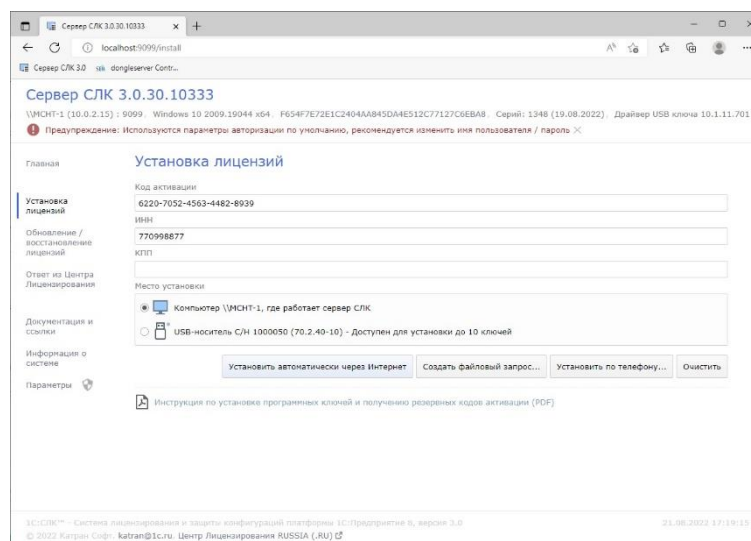 Сервер СЛК 3.0.30.10333
localhost:9099/install
Сервер СЛК 3.0 dongleserver Contr...
Сервер СЛК 3.0.30.10333
\\МСНТ-1 (10.0.2.15) : 9099. Windows 10 2009.19044 x64. F654F7E72E1C2404AA845DA4E512C77127C6EBA8. Серий: 1348 (19.08.2022). Драйвер USB ключа 10.1.11.701
Предупреждение: Используются параметры авторизации по умолчанию, рекомендуется изменить имя пользователя / пароль
Главная
Установка лицензий
Обновление / восстановление лицензий
Ответ из Центра Лицензирования
Документация и ссылки
Информация о системе
Параметры
Установка лицензий
Код активации
6220-7052-4563-4482-8939
ИНН
770998877
КПП
Место установки
Компьютер \\МСНТ-1, где работает сервер СЛК
USB-носитель С/Н 1000050 (70.2.40-10) - Доступен для установки до 10 ключей
Установить автоматически через Интернет Создать файловый запрос... Установить по телефону... Очистить
Инструкция по установке программных ключей и получению резервных кодов активации (PDF)
1С:СЛК™ - Система лицензирования и защиты конфигураций платформы 1С:Предприятие 8, версия 3.0
21.08.2022 17:19:15
© 2022 Катран Софт. katran@1c.ru. Центр Лицензирования RUSSIA (.RU)